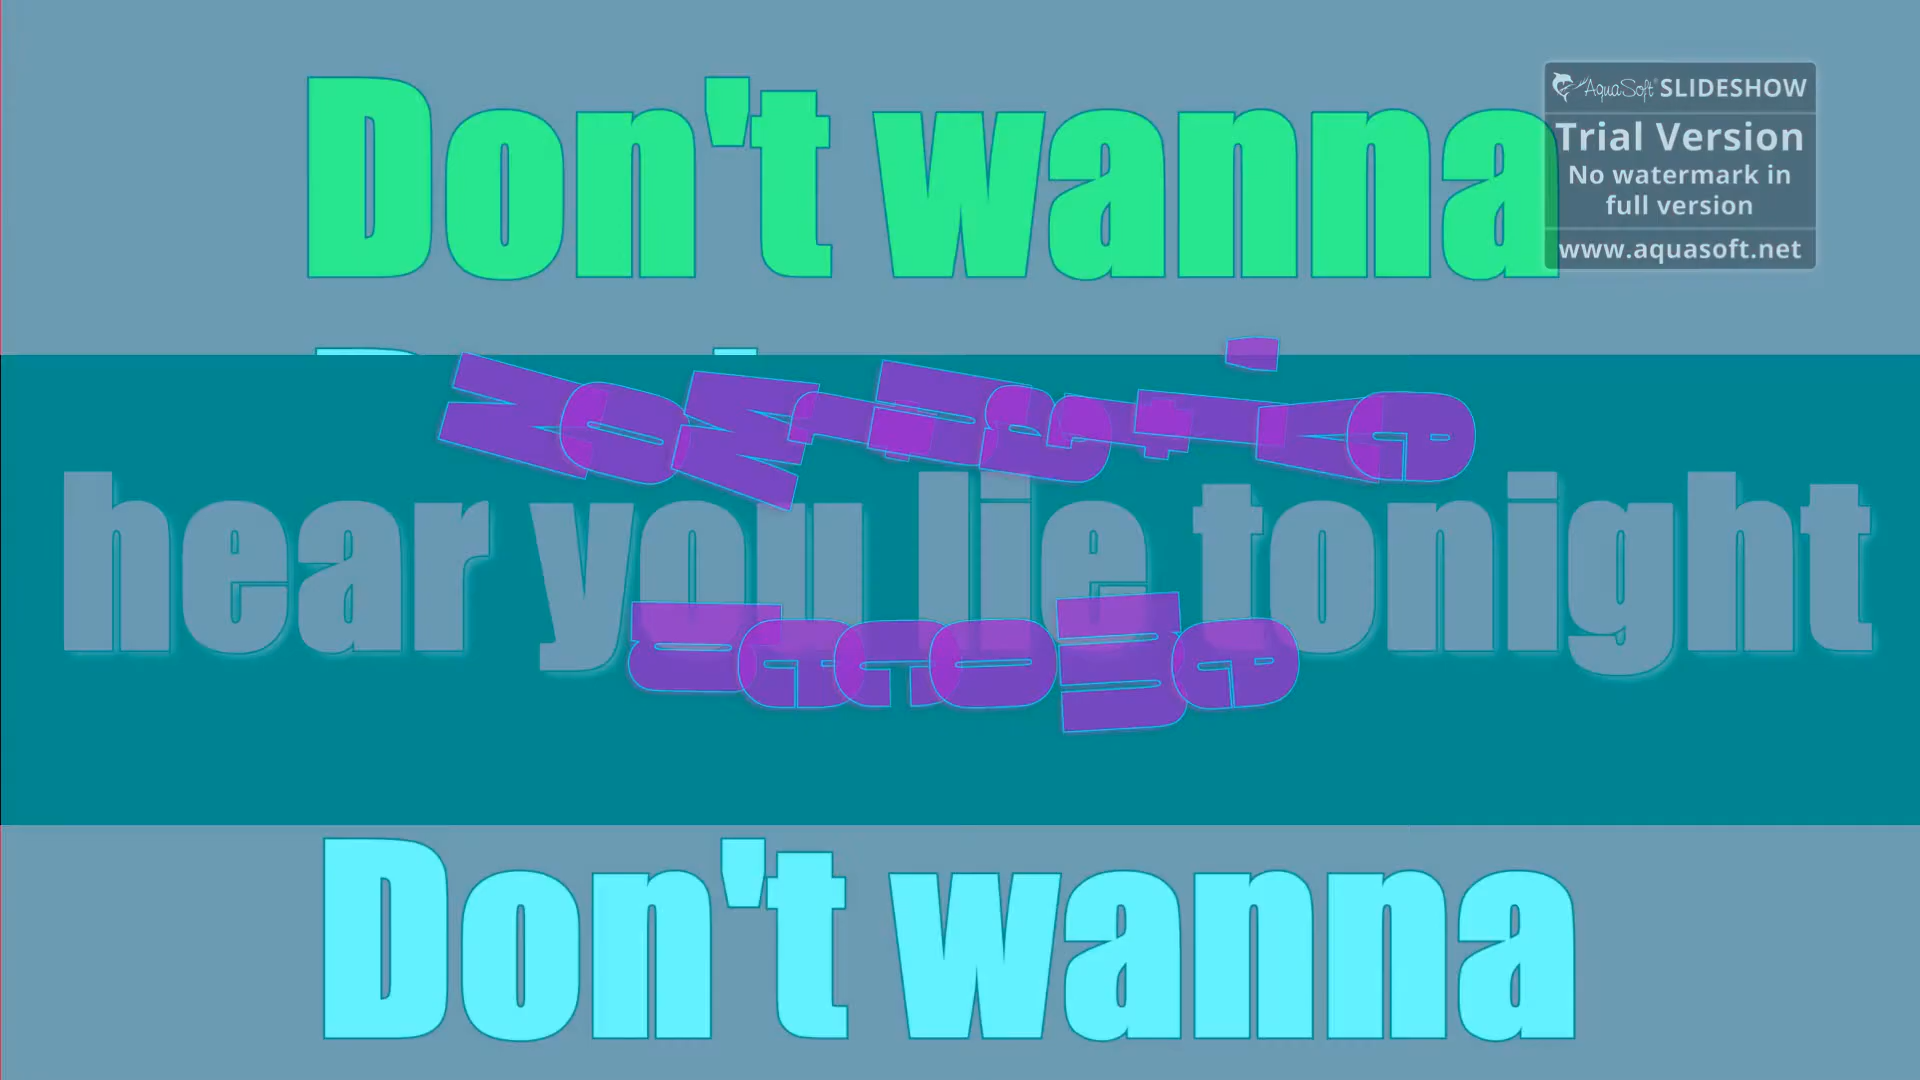 Don't wanna
AquaSoft SLIDESHOW
Trial Version
No watermark in
full version
www.aquasoft.net
hear you lie tonight
Don't wanna